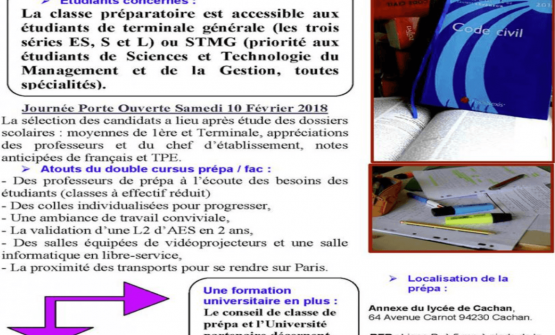 Etudiants concernés :
La classe préparatoire est accessible aux
étudiants de terminale générale (les trois
séries ES, S et L) ou STMG (priorité aux
étudiants de Sciences et Technologie du
Management et de la Gestion, toutes
spécialités).
Journée Porte Ouverte Samedi 10 Février 2018
La sélection des candidats a lieu après étude des dossiers
scolaires : moyennes de 1ère et Terminale, appréciations
des professeurs et du chef d’établissement, notes
anticipées de français et TPE.
➢ Atouts du double cursus prépa / fac :
- Des professeurs de prépa à l’écoute des besoins des
étudiants (classes à effectif réduit)
- Des colles individualisées pour progresser,
- Une ambiance de travail conviviale,
- La validation d’une L2 d’AES en 2 ans,
- Des salles équipées de vidéoprojecteurs et une salle
informatique en libre-service,
- La proximité des transports pour se rendre sur Paris.
Une formation
universitaire en plus :
Le conseil de classe de
prépa et l’Université
Code civil
➢ Localisation de la
prépa :
Annexe du lycée de Cachan,
64 Avenue Carnot 94230 Cachan.